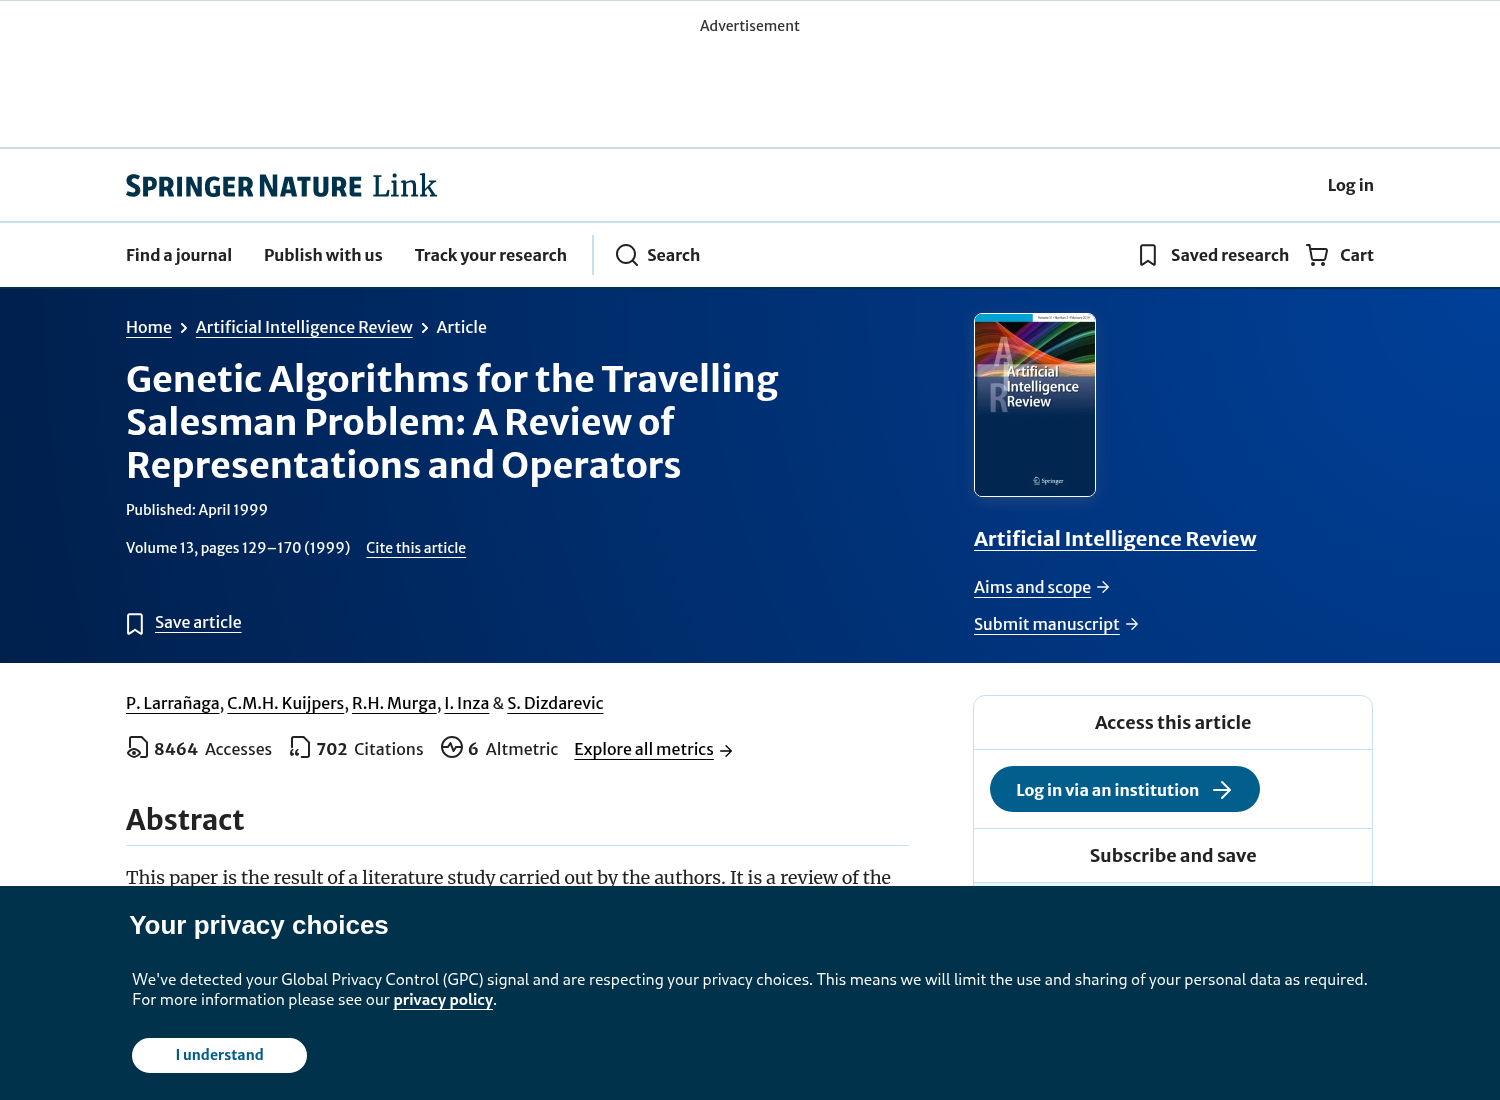 Advertisement
SPRINGER NATURE Link
Log in
Find a journal
Publish with us
Track your research
Search
Saved research
Cart
Home > Artificial Intelligence Review > Article
Genetic Algorithms for the Travelling
Salesman Problem: A Review of
Representations and Operators
Published: April 1999
Volume 13, pages 129–170 (1999) Cite this article
Save article
A
R
Artificial
Intelligence
Review
Springer
Artificial Intelligence Review
Aims and scope →
Submit manuscript →
P. Larrañaga, C.M.H. Kuijpers, R.H. Murga, I. Inza & S. Dizdarevic
8464 Accesses 702 Citations 6 Altmetric Explore all metrics →
Abstract
This paper is the result of a literature study carried out by the authors. It is a review of the
Access this article
Log in via an institution →
Subscribe and save
Your privacy choices
We've detected your Global Privacy Control (GPC) signal and are respecting your privacy choices. This means we will limit the use and sharing of your personal data as required.
For more information please see our privacy policy.
I understand